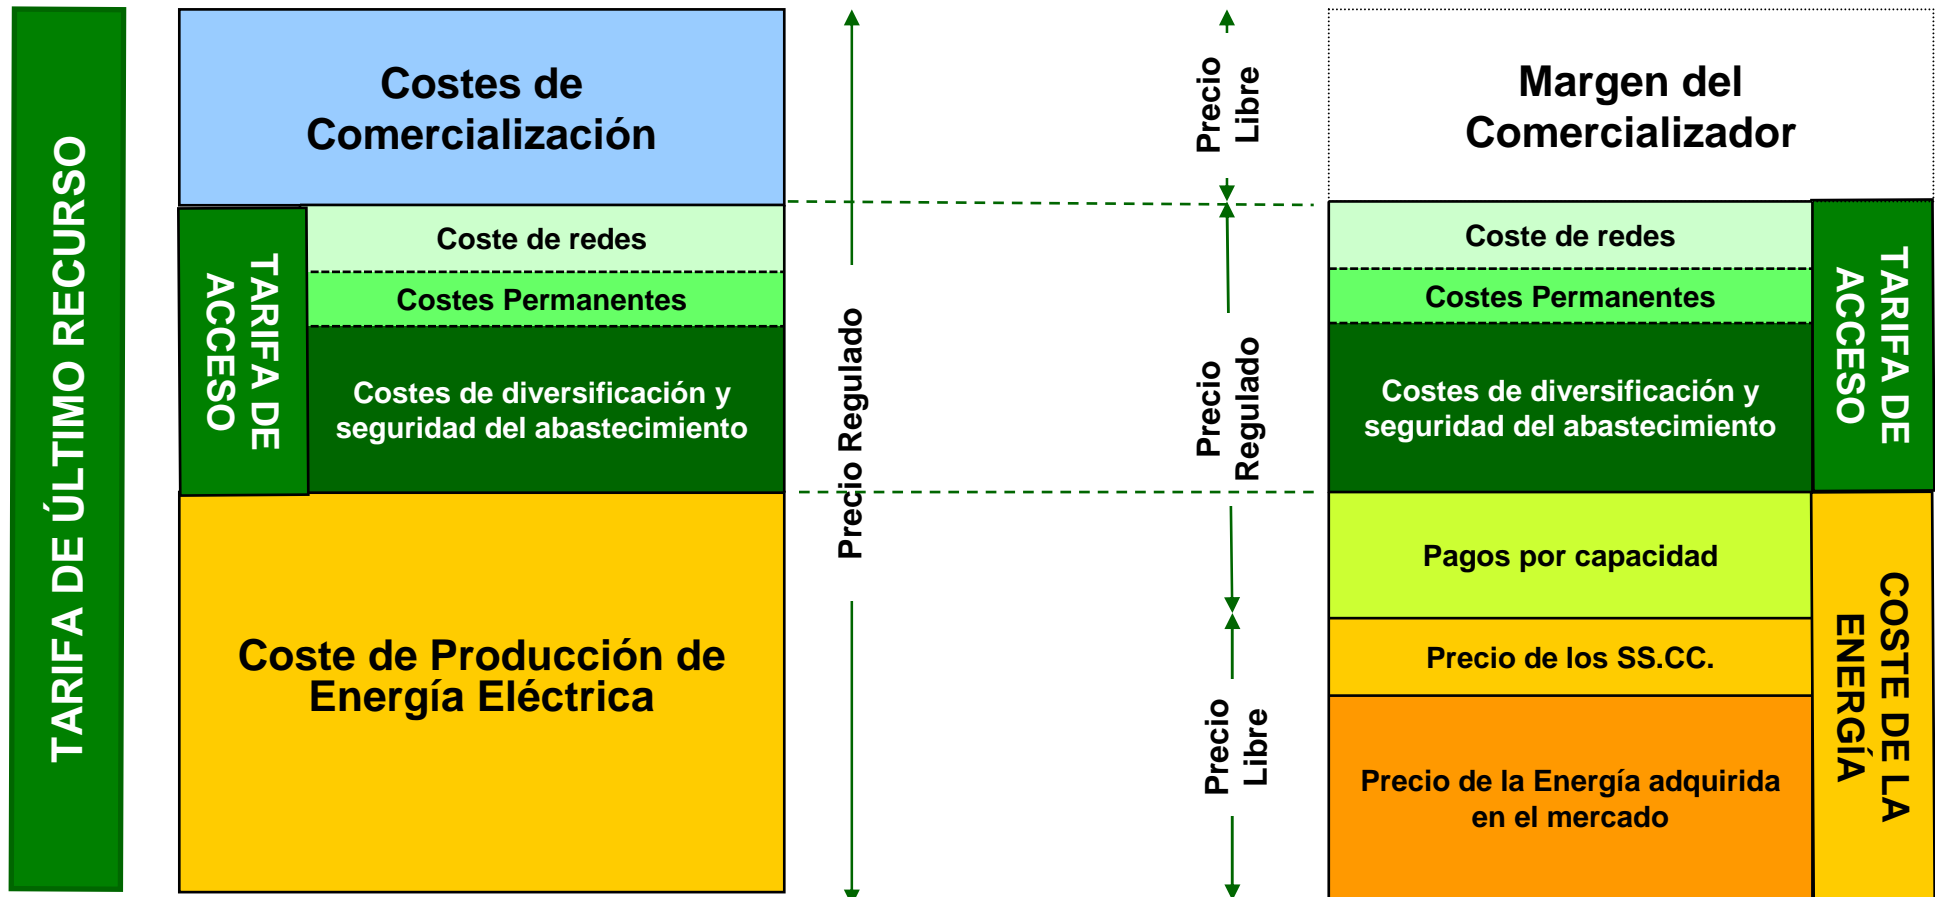 TARIFA DE ÚLTIMO RECURSO
Costes de
Comercialización
TARIFA DE
ACCESO
Coste de redes
Costes Permanentes
Costes de diversificación y
seguridad del abastecimiento
Coste de Producción de
Energía Eléctrica
Precio Regulado
Precio
Libre
Precio
Regulado
Precio
Libre
Margen del
Comercializador
Coste de redes
Costes Permanentes
Costes de diversificación y
seguridad del abastecimiento
TARIFA DE
ACCESO
Pagos por capacidad
Precio de los SS.CC.
Precio de la Energía adquirida
en el mercado
COSTE DE LA
ENERGÍA